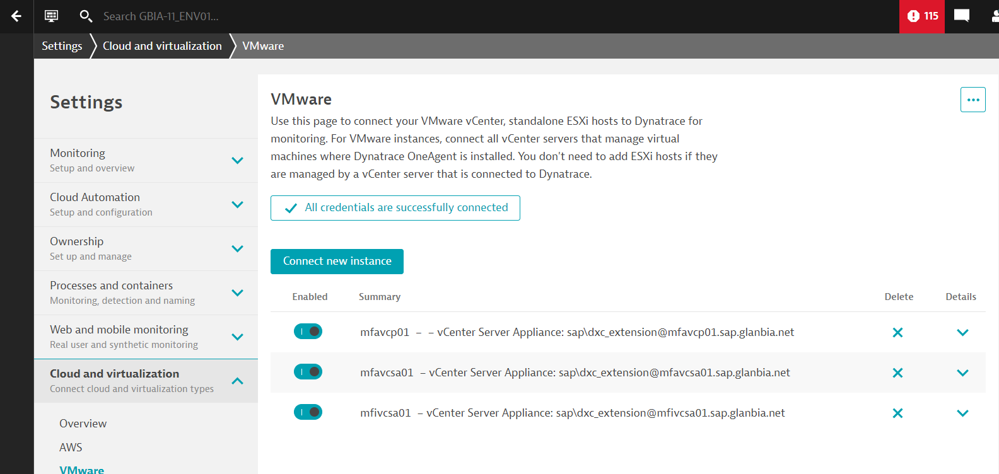 Search GBIA-11_ENV01...
115
Settings
Cloud and virtualization
VMware
Settings
Monitoring
Setup and overview
Cloud Automation
Setup and configuration
Ownership
Set up and manage
Processes and containers
Monitoring, detection and naming
Web and mobile monitoring
Real user and synthetic monitoring
Cloud and virtualization
Connect cloud and virtualization types
Overview
AWS
VMware
VMware
Use this page to connect your VMware vCenter, standalone ESXi hosts to Dynatrace for
monitoring. For VMware instances, connect all vCenter servers that manage virtual
machines where Dynatrace OneAgent is installed. You don't need to add ESXi hosts if they
are managed by a vCenter server that is connected to Dynatrace.
All credentials are successfully connected
Connect new instance
Enabled Summary Delete Details
mfavcp01 – – vCenter Server Appliance: sap\dxc_extension@mfavcp01.sap.glanbia.net
mfavcsa01 – vCenter Server Appliance: sap\dxc_extension@mfavcsa01.sap.glanbia.net
mfivcsa01 – vCenter Server Appliance: sap\dxc_extension@mfivcsa01.sap.glanbia.net